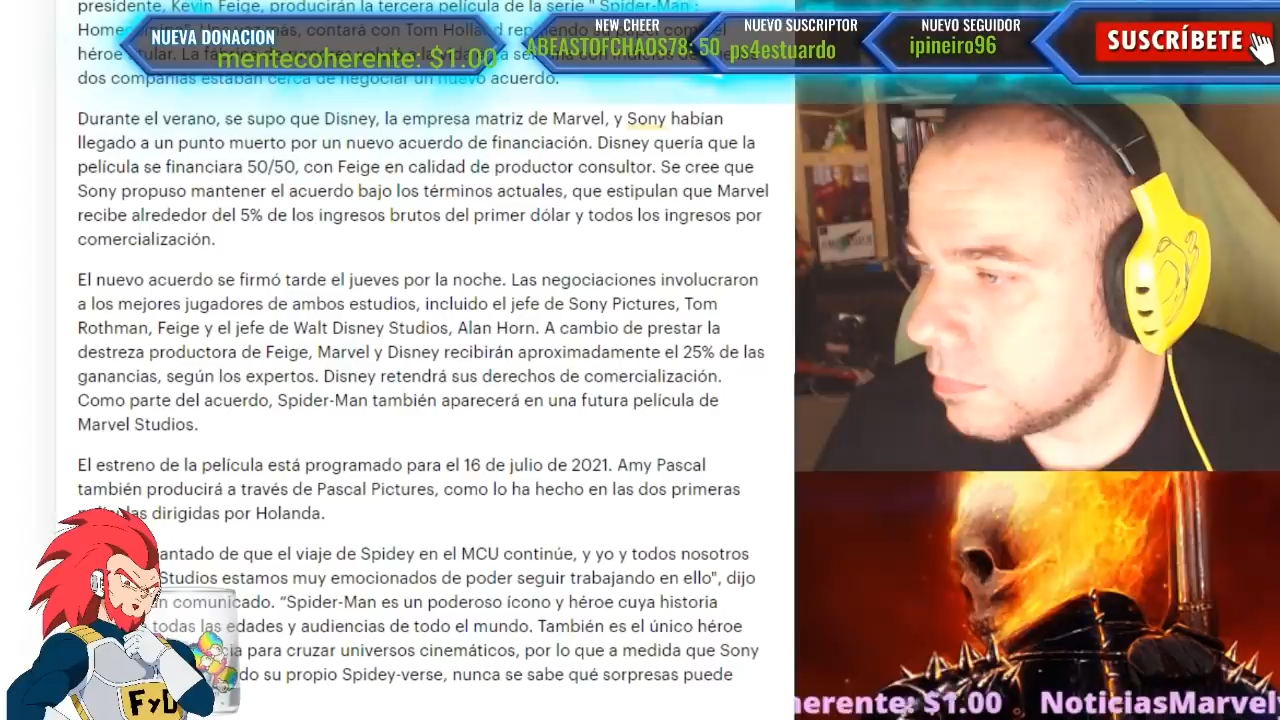 presidente, Kevin Feige, producirán la tercera película de la serie " Spider-Man :
NUEVA DONACION
mentecoherente: $1.00
NEW CHEER
ABEASTOFCHAOS78: 50
NUEVO SUSCRIPTOR
ps4estuardo
NUEVO SEGUIDOR
ipineiro96
SUSCRÍBETE
contará con Tom Holland
héroe
dos compañías estaban cerca de negociar un nuevo acuerdo.
Durante el verano, se supo que Disney, la empresa matriz de Marvel, y Sony habían
llegado a un punto muerto por un nuevo acuerdo de financiación. Disney quería que la
película se financiara 50/50, con Feige en calidad de productor consultor. Se cree que
Sony propuso mantener el acuerdo bajo los términos actuales, que estipulan que Marvel
recibe alrededor del 5% de los ingresos brutos del primer dólar y todos los ingresos por
comercialización.
El nuevo acuerdo se firmó tarde el jueves por la noche. Las negociaciones involucraron
a los mejores jugadores de ambos estudios, incluido el jefe de Sony Pictures, Tom
Rothman, Feige y el jefe de Walt Disney Studios, Alan Horn. A cambio de prestar la
destreza productora de Feige, Marvel y Disney recibirán aproximadamente el 25% de las
ganancias, según los expertos. Disney retendrá sus derechos de comercialización.
Como parte del acuerdo, Spider-Man también aparecerá en una futura película de
Marvel Studios.
El estreno de la película está programado para el 16 de julio de 2021. Amy Pascal
también producirá a través de Pascal Pictures, como lo ha hecho en las dos primeras
dirigidas por Holanda.
antado de que el viaje de Spidey en el MCU continúe, y yo y todos nosotros
Studios estamos muy emocionados de poder seguir trabajando en ello", dijo
un comunicado. “Spider-Man es un poderoso ícono y héroe cuya historia
todas las edades y audiencias de todo el mundo. También es el único héroe
para cruzar universos cinemáticos, por lo que a medida que Sony
do su propio Spidey-verse, nunca se sabe qué sorpresas puede
FyD
herente: $1.00 NoticiasMarvel